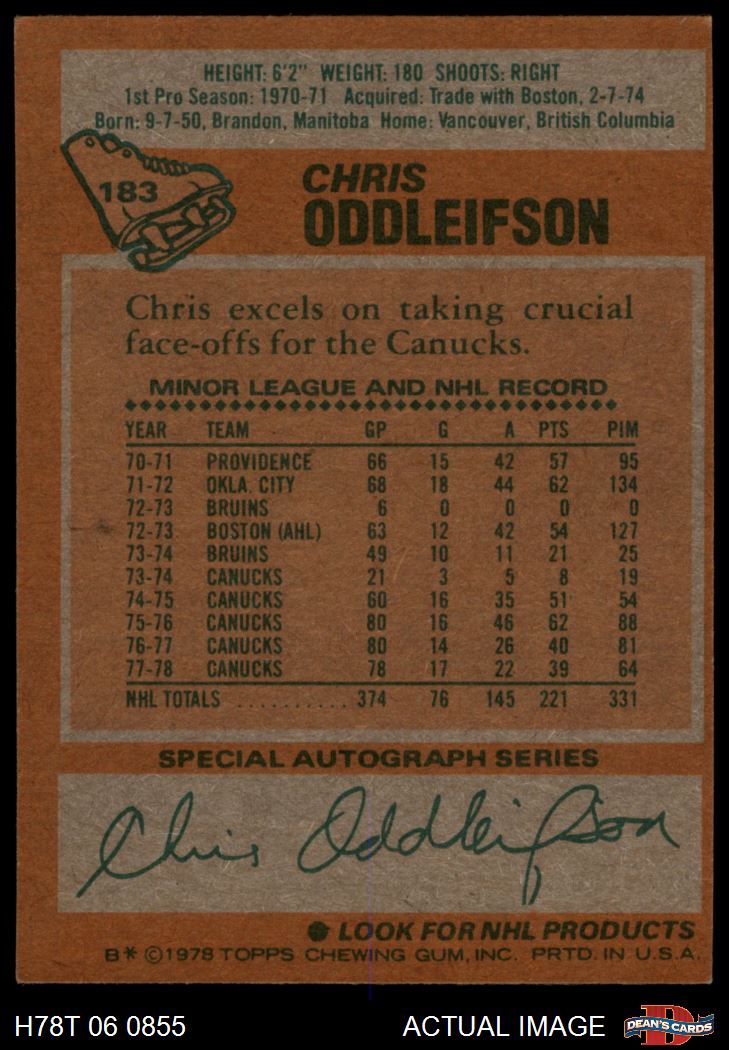 HEIGHT: 6'2" WEIGHT: 180 SHOOTS: RIGHT
1st Pro Season: 1970-71 Acquired: Trade with Boston, 2-7-74
Born: 9-7-50, Brandon, Manitoba Home: Vancouver, British Columbia
183
CHRIS
ODDLEIFSON
Chris excels on taking crucial
face-offs for the Canucks.
MINOR LEAGUE AND NHL RECORD
YEAR TEAM GP G A PTS PIM
70-71 PROVIDENCE 66 15 42 57 95
71-72 OKLA. CITY 68 18 44 62 134
72-73 BRUINS 6 0 0 0 0
72-73 BOSTON (AHL) 63 12 42 54 127
73-74 BRUINS 49 10 11 21 25
73-74 CANUCKS 21 3 5 8 19
74-75 CANUCKS 60 16 35 51 54
75-76 CANUCKS 80 16 46 62 88
76-77 CANUCKS 80 14 26 40 81
77-78 CANUCKS 78 17 22 39 64
NHL TOTALS .......... 374 76 145 221 331
SPECIAL AUTOGRAPH SERIES
Chris Oddleifson
● LOOK FOR NHL PRODUCTS
B* ©1978 TOPPS CHEWING GUM, INC. PRTD. IN U.S.A.
H78T 06 0855 ACTUAL IMAGE DEAN'S CARDS